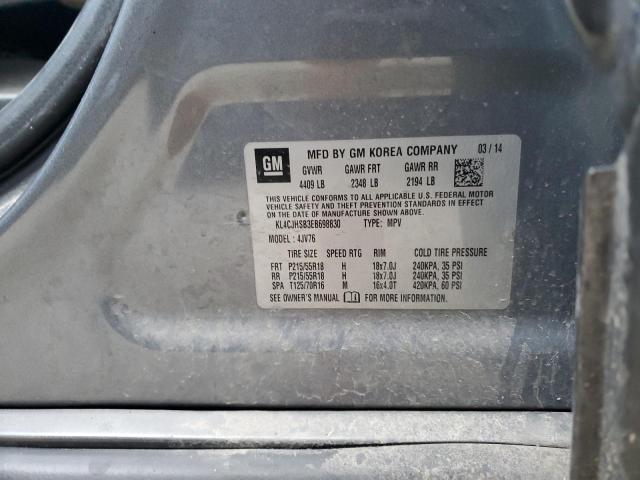 GM MFD BY GM KOREA COMPANY 03/14
GVWR GAWR FRT GAWR RR
4409 LB 2348 LB 2194 LB
THIS VEHICLE CONFORMS TO ALL APPLICABLE U.S. FEDERAL MOTOR
VEHICLE SAFETY AND THEFT PREVENTION STANDARDS IN EFFECT
ON THE DATE OF MANUFACTURE SHOWN ABOVE.
KL4CJHSB3EB698830 TYPE: MPV
MODEL: 4JV76
TIRE SIZE SPEED RTG RIM COLD TIRE PRESSURE
FRT P215/55R18 H 18x7.0J 240KPA, 35 PSI
RR P215/55R18 H 18x7.0J 240KPA, 35 PSI
SPA T125/70R16 M 16x4.0T 420KPA, 60 PSI
SEE OWNER'S MANUAL FOR MORE INFORMATION.